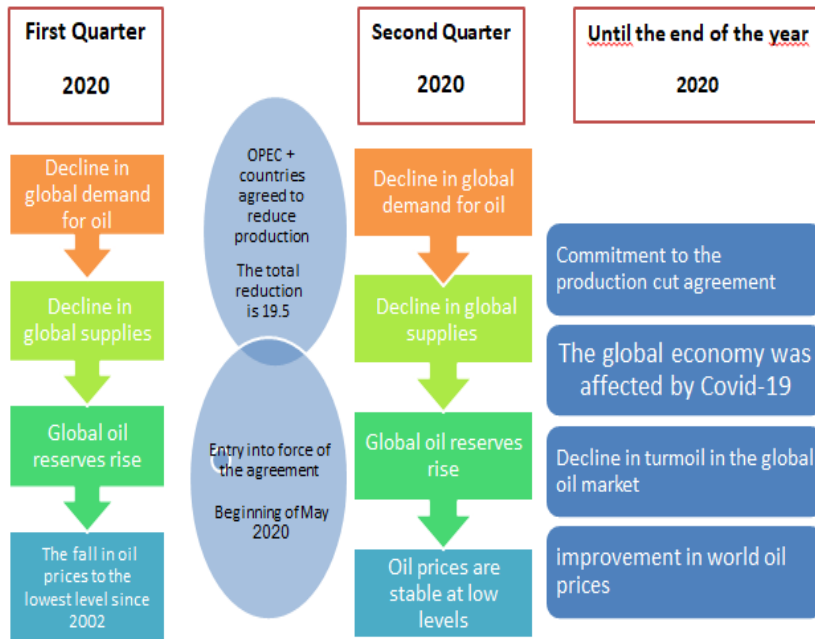 First Quarter
2020
Decline in
global demand
for oil
Decline in
global supplies
Global oil
reserves rise
The fall in oil
prices to the
lowest level since
2002
OPEC +
countries
agreed to
reduce
production
The total
reduction
is 19.5
Entry into force of
the agreement
Beginning of May
2020
Second Quarter
2020
Decline in global
demand for oil
Decline in global
supplies
Global oil reserves
rise
Oil prices are
stable at low
levels
Until the end of the year
2020
Commitment to the
production cut agreement
The global economy was
affected by Covid-19
Decline in turmoil in the global
oil market
improvement in world oil
prices